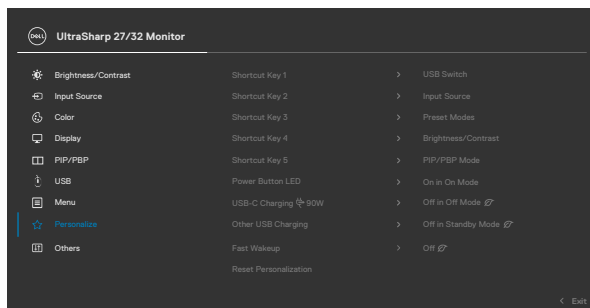 DELL UltraSharp 27/32 Monitor
Brightness/Contrast Shortcut Key 1 > USB Switch
Input Source Shortcut Key 2 > Input Source
Color Shortcut Key 3 > Preset Modes
Display Shortcut Key 4 > Brightness/Contrast
PIP/PBP Shortcut Key 5 > PIP/PBP Mode
USB Power Button LED > On in On Mode
Menu USB-C Charging 90W > Off in Off Mode
Personalize Other USB Charging > Off in Standby Mode
Others Fast Wakeup > Off
Reset Personalization
< Exit